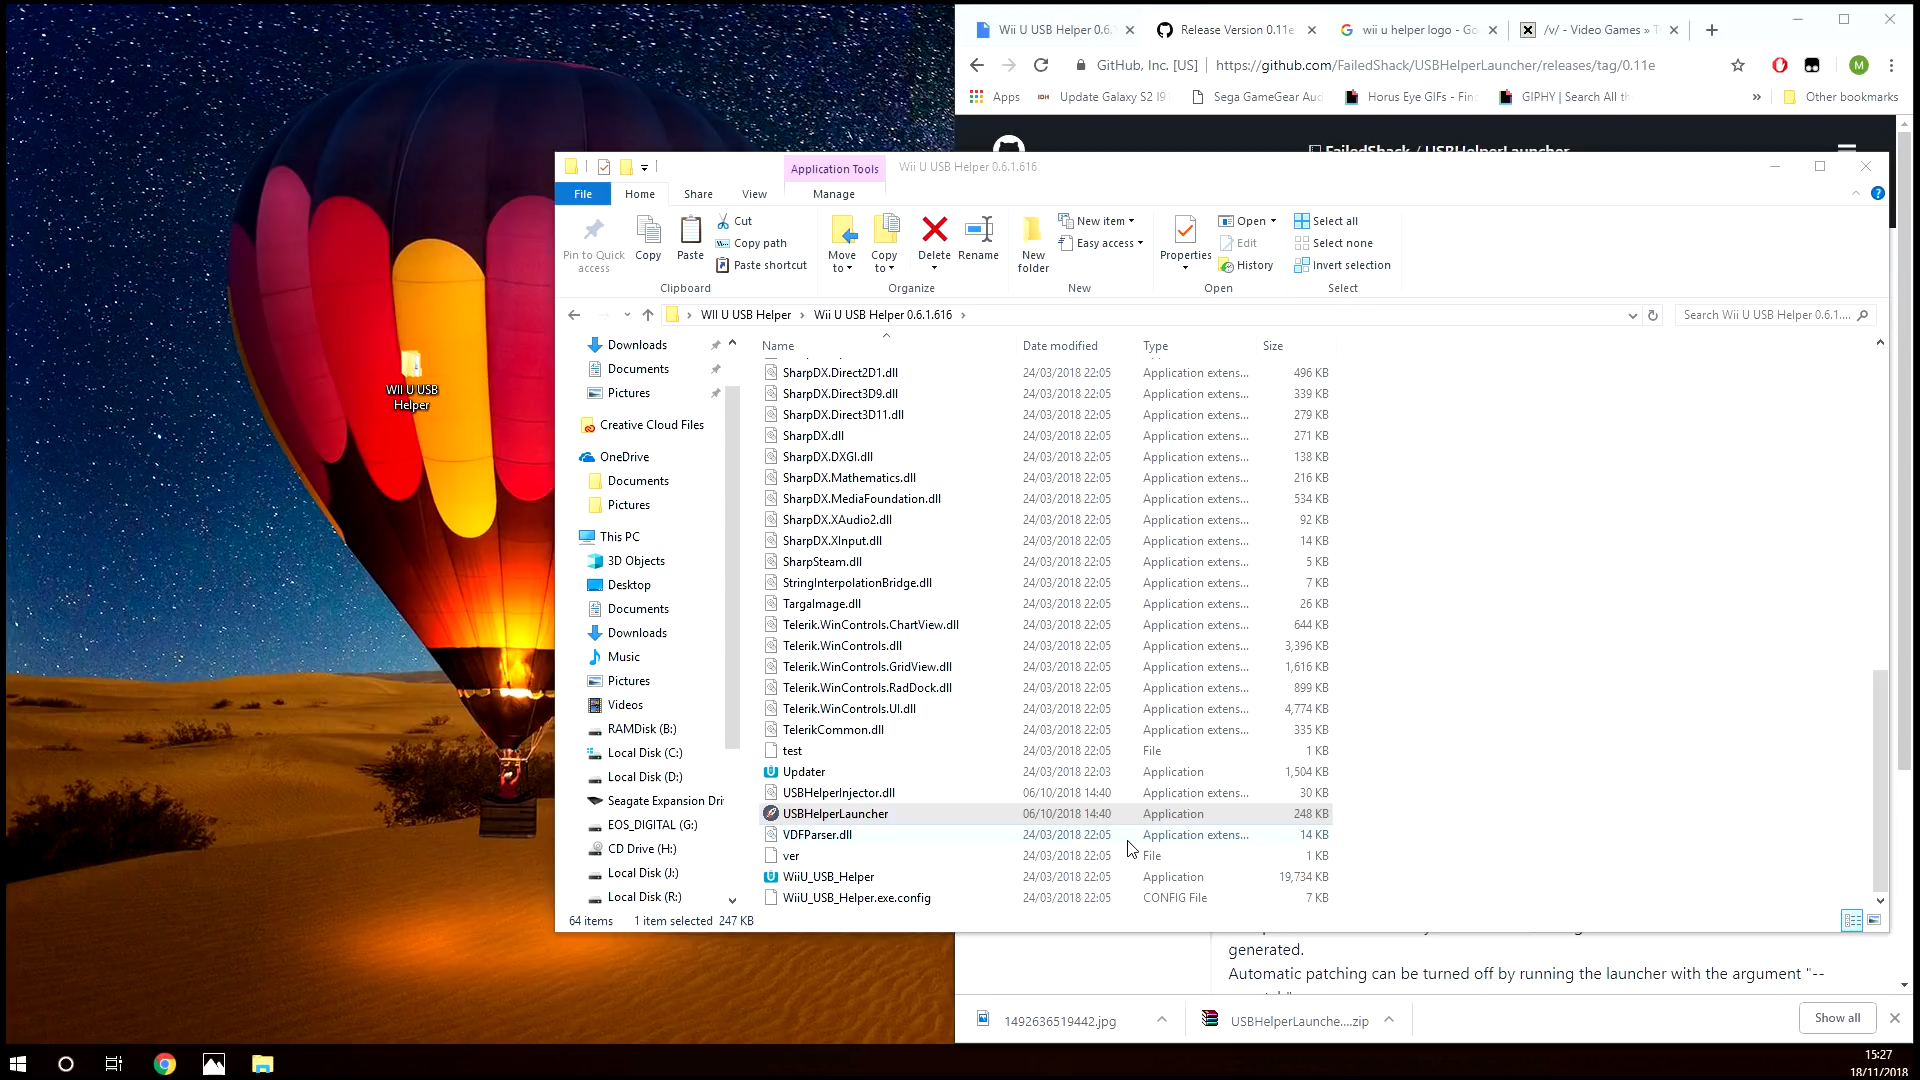 WII U USB
Helper
Wii U USB Helper 0.6.
Release Version 0.11e
wii u helper logo - Go
/v/ - Video Games » T
GitHub, Inc. [US]
https://github.com/FailedShack/USBHelperLauncher/releases/tag/0.11e
M
Apps
Update Galaxy S2 I9
Sega GameGear Aud
Horus Eye GIFs - Fin
GIPHY | Search All th
»
Other bookmarks
FailedShack / USBHelperLauncher
Application Tools
Wii U USB Helper 0.6.1.616
File
Home
Share
View
Manage
Pin to Quick
access
Copy
Paste
Cut
Copy path
Paste shortcut
Clipboard
Move
to
Copy
to
Delete
Rename
Organize
New
folder
New item
Easy access
New
Properties
Open
Edit
History
Open
Select all
Select none
Invert selection
Select
WII U USB Helper
Wii U USB Helper 0.6.1.616
Search Wii U USB Helper 0.6.1....
Downloads
Documents
Pictures
Creative Cloud Files
OneDrive
Documents
Pictures
This PC
3D Objects
Desktop
Documents
Downloads
Music
Pictures
Videos
RAMDisk (B:)
Local Disk (C:)
Local Disk (D:)
Seagate Expansion Dri
EOS_DIGITAL (G:)
CD Drive (H:)
Local Disk (J:)
Local Disk (R:)
Name Date modified Type Size
SharpDX.Direct2D1.dll 24/03/2018 22:05 Application extens... 496 KB
SharpDX.Direct3D9.dll 24/03/2018 22:05 Application extens... 339 KB
SharpDX.Direct3D11.dll 24/03/2018 22:05 Application extens... 279 KB
SharpDX.dll 24/03/2018 22:05 Application extens... 271 KB
SharpDX.DXGI.dll 24/03/2018 22:05 Application extens... 138 KB
SharpDX.Mathematics.dll 24/03/2018 22:05 Application extens... 216 KB
SharpDX.MediaFoundation.dll 24/03/2018 22:05 Application extens... 534 KB
SharpDX.XAudio2.dll 24/03/2018 22:05 Application extens... 92 KB
SharpDX.XInput.dll 24/03/2018 22:05 Application extens... 14 KB
SharpSteam.dll 24/03/2018 22:05 Application extens... 5 KB
StringInterpolationBridge.dll 24/03/2018 22:05 Application extens... 7 KB
TargaImage.dll 24/03/2018 22:05 Application extens... 26 KB
Telerik.WinControls.ChartView.dll 24/03/2018 22:05 Application extens... 644 KB
Telerik.WinControls.dll 24/03/2018 22:05 Application extens... 3,396 KB
Telerik.WinControls.GridView.dll 24/03/2018 22:05 Application extens... 1,616 KB
Telerik.WinControls.RadDock.dll 24/03/2018 22:05 Application extens... 899 KB
Telerik.WinControls.UI.dll 24/03/2018 22:05 Application extens... 4,774 KB
TelerikCommon.dll 24/03/2018 22:05 Application extens... 335 KB
test 24/03/2018 22:05 File 1 KB
Updater 24/03/2018 22:03 Application 1,504 KB
USBHelperInjector.dll 06/10/2018 14:40 Application extens... 30 KB
USBHelperLauncher 06/10/2018 14:40 Application 248 KB
VDFParser.dll 24/03/2018 22:05 Application extens... 14 KB
ver 24/03/2018 22:05 File 1 KB
WiiU_USB_Helper 24/03/2018 22:05 Application 19,734 KB
WiiU_USB_Helper.exe.config 24/03/2018 22:05 CONFIG File 7 KB
64 items 1 item selected 247 KB
generated.
Automatic patching can be turned off by running the launcher with the argument "--
1492636519442.jpg
USBHelperLaunche....zip
Show all
15:27
18/11/2018